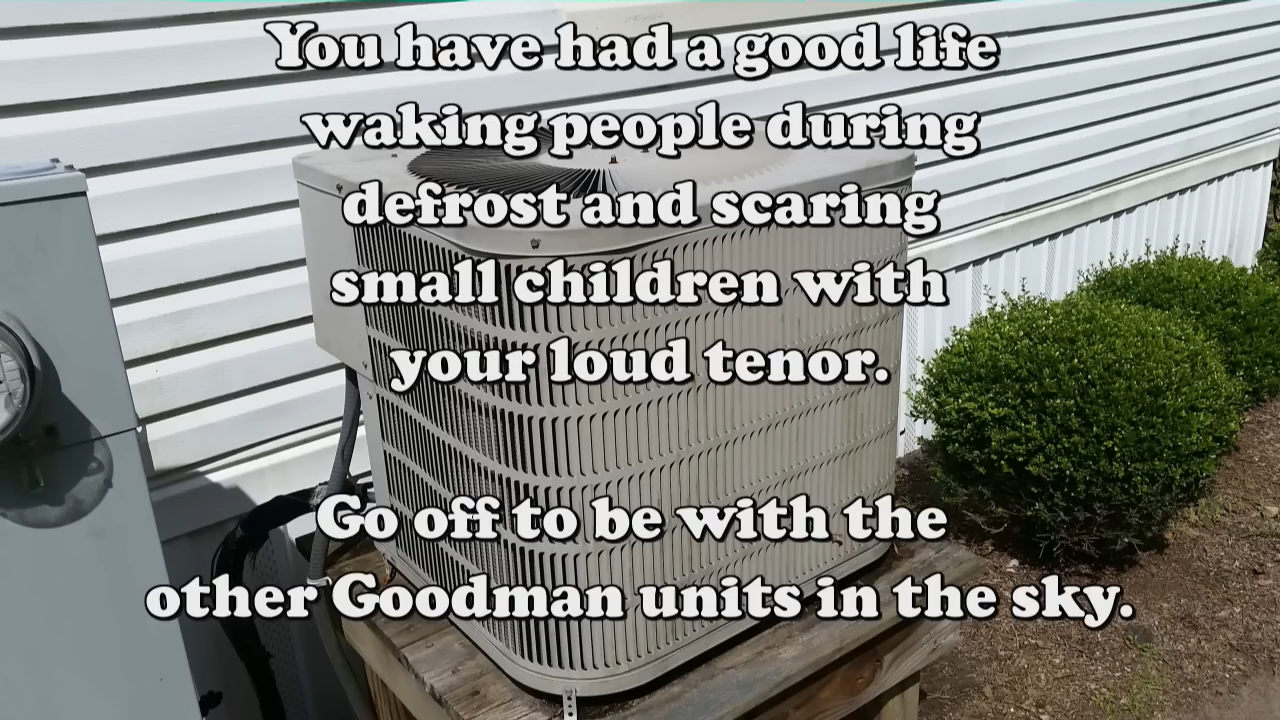 You have had a good life
waking people during
defrost and scaring
small children with
your loud tenor.
Go off to be with the
other Goodman units in the sky.